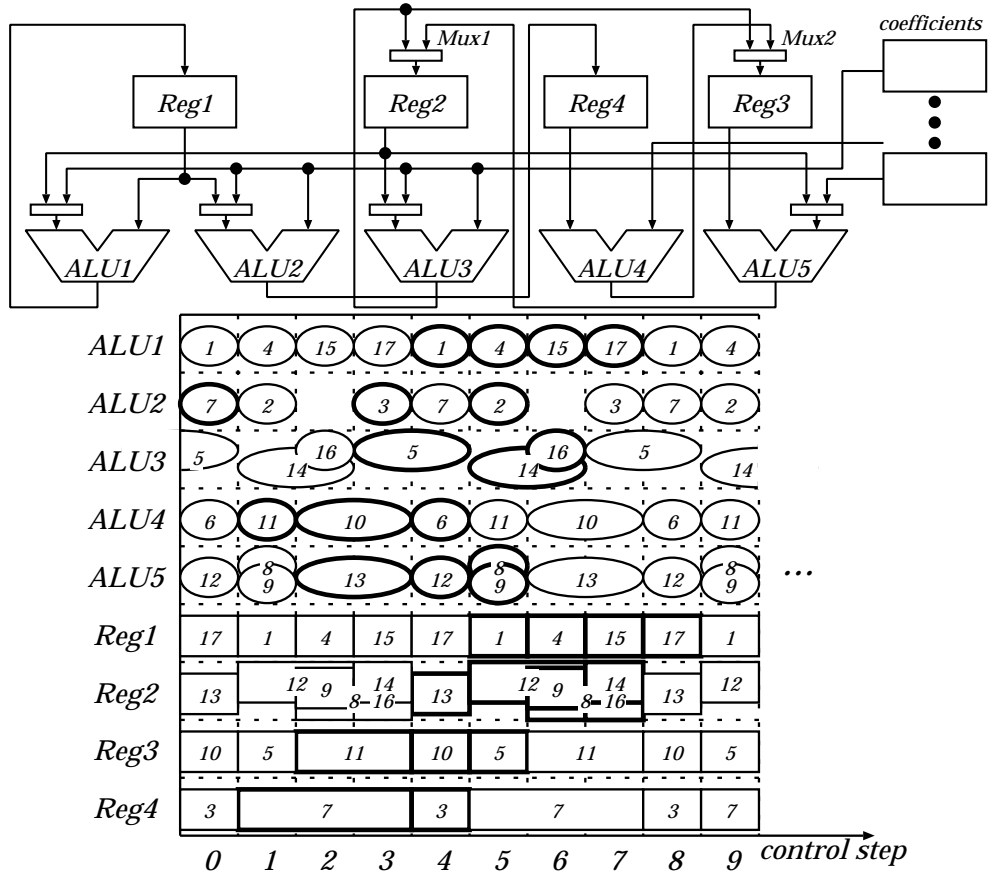 coefficients
Mux1 Mux2
Reg1 Reg2 Reg4 Reg3
ALU1 ALU2 ALU3 ALU4 ALU5
ALU1 1 4 15 17 1 4 15 17 1 4
ALU2 7 2 3 7 2 3 7 2
ALU3 5 14 16 5 14 16 5 14
ALU4 6 11 10 6 11 10 6 11
ALU5 12 8 9 13 12 8 9 13 12 8 9 ...
Reg1 17 1 4 15 17 1 4 15 17 1
Reg2 13 12 9 8 14 16 13 12 9 8 14 16 13 12
Reg3 10 5 11 10 5 11 10 5
Reg4 3 7 3 7 3 7
0 1 2 3 4 5 6 7 8 9 control step